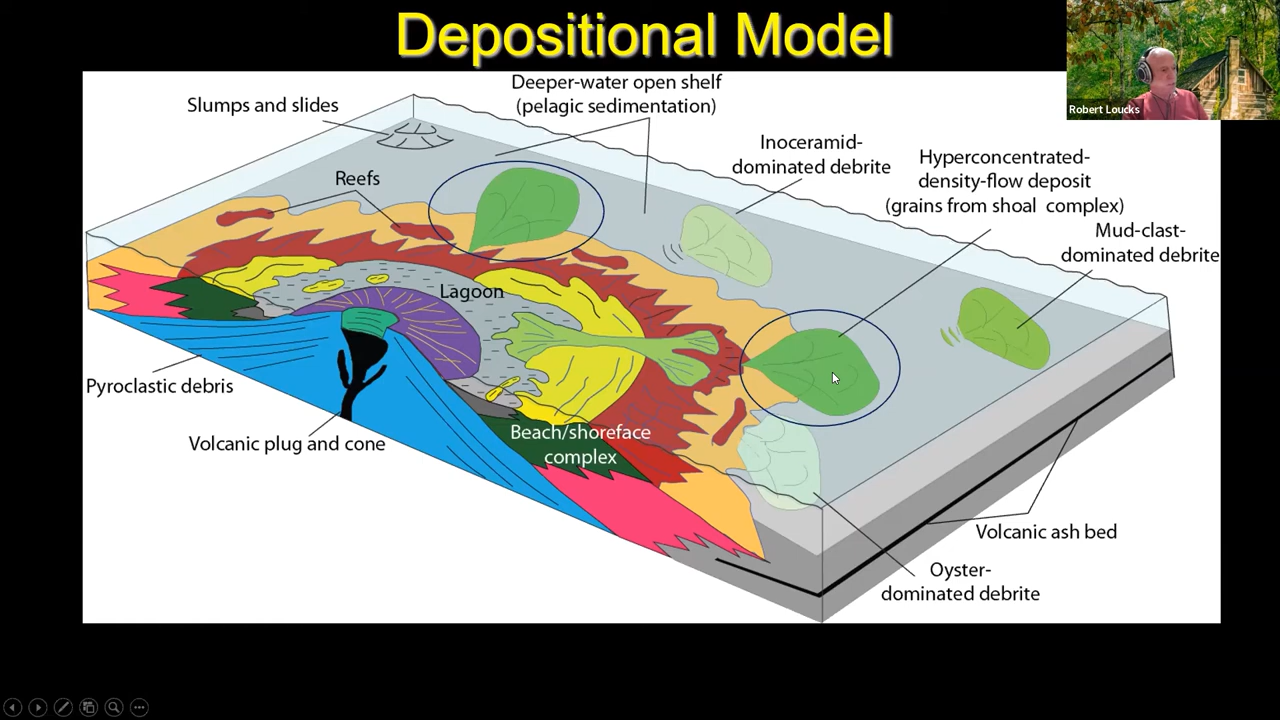 Depositional Model
Robert Loucks
Deeper-water open shelf
(pelagic sedimentation)
Slumps and slides
Inoceramid-
dominated debrite
Hyperconcentrated-
density-flow deposit
(grains from shoal complex)
Reefs
Mud-clast-
dominated debrite
Lagoon
Pyroclastic debris
Volcanic plug and cone
Beach/shoreface
complex
Volcanic ash bed
Oyster-
dominated debrite